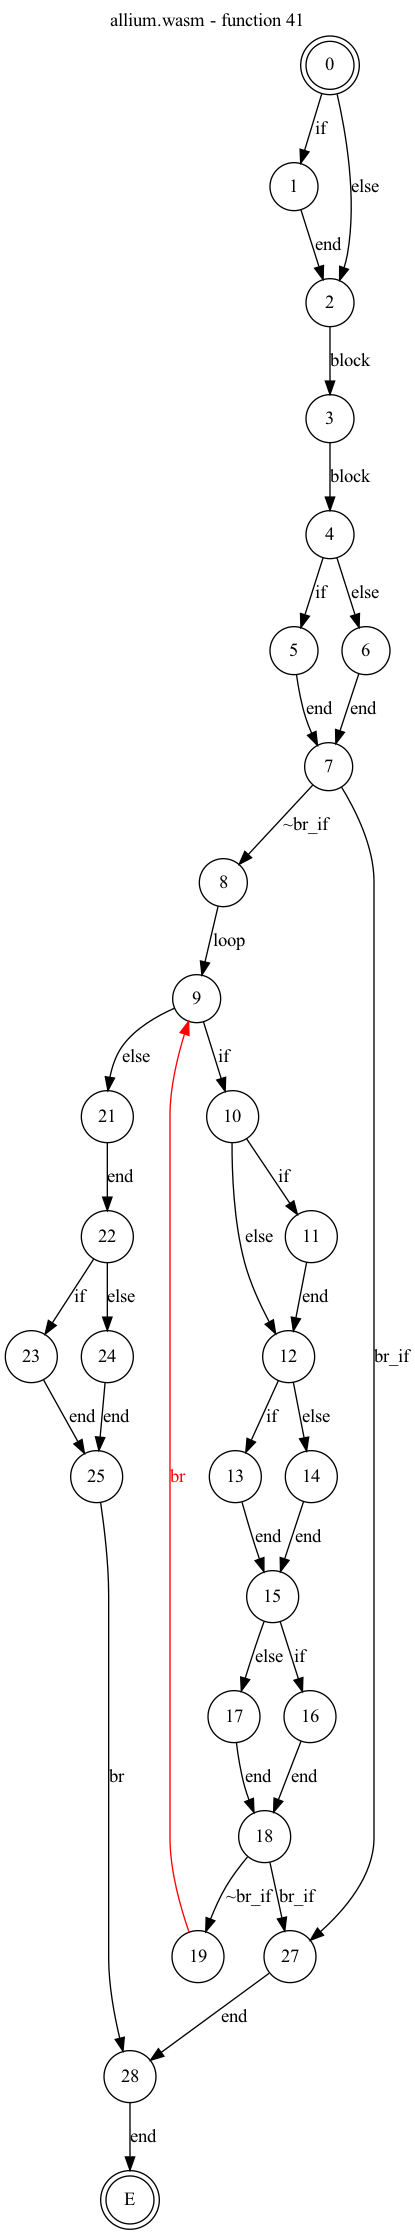 allium.wasm - function 41
0
if
else
1
end
2
block
3
block
4
if
else
5
6
end
end
7
~br_if
8
loop
9
else
if
21
10
end
if
22
else
11
if
else
end
23
24
12
br_if
end
end
if
else
25
br
13
14
end
end
15
else
if
17
16
br
end
end
18
~br_if
br_if
19
27
end
28
end
E